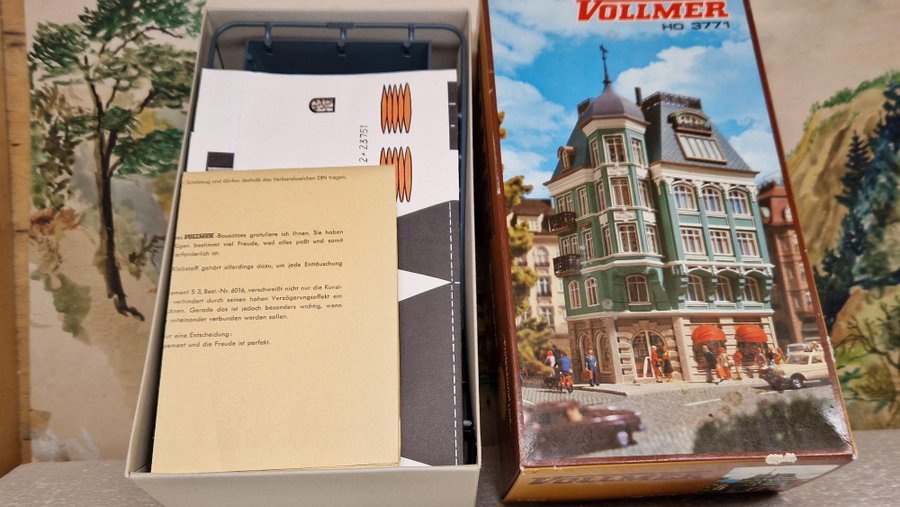 VOLLMER
HO 3771
2 × 23751
Spielzeug und dürfen deshalb das Verbandszeichen DIN tragen.
VOLLMER-Bausatzes gratuliere ich Ihnen. Sie haben
bestimmt viel Freude, weil alles paßt und somit
erforderlich ist.
Klebstoff gehört allerdings dazu, um jede Enttäuschung
S 3, Best.-Nr. 6016, verschweißt nicht nur die Kunst-
verhindert durch seinen hohen Verzögerungseffekt ein
Gerade das ist jedoch besonders wichtig, wenn
miteinander verbunden werden sollen.
eine Entscheidung:
und die Freude ist perfekt.
VOLLMER